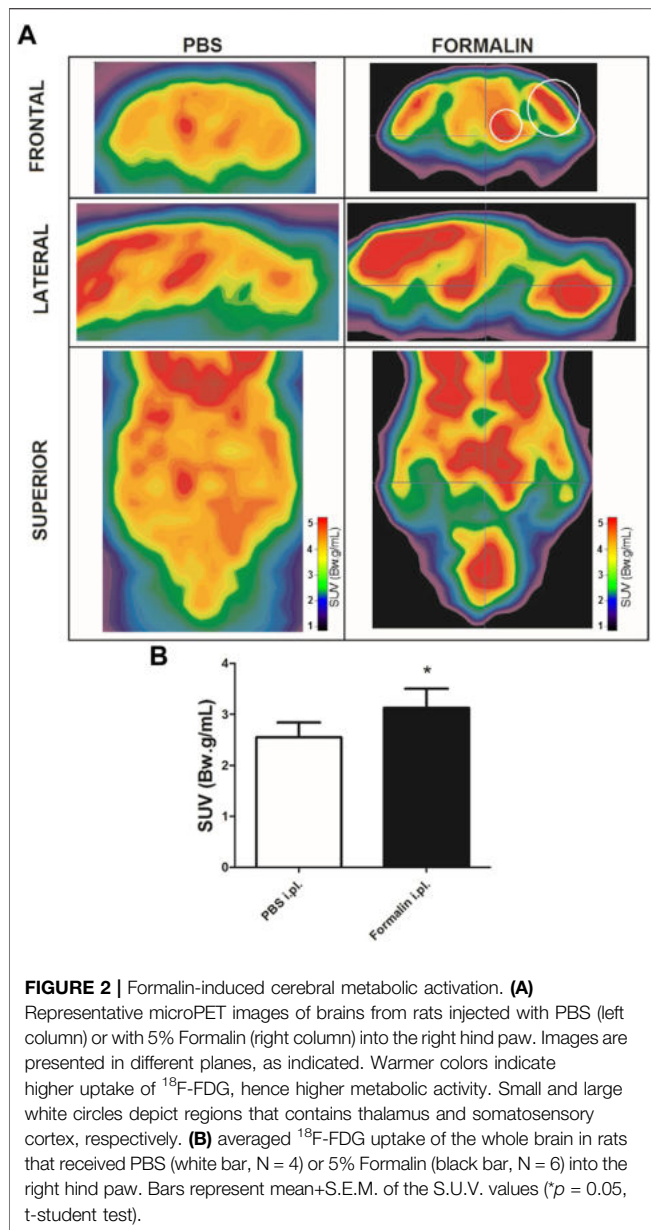 A
PBS
FORMALIN
FRONTAL
LATERAL
SUPERIOR
5
4
3
2
1
SUV (Bw.g/mL)
5
4
3
2
1
SUV (Bw.g/mL)
B
4
3
2
1
0
SUV (Bw.g/mL)
*
PBS i.pl.
Formalin i.pl.
FIGURE 2 | Formalin-induced cerebral metabolic activation. (A)
Representative microPET images of brains from rats injected with PBS (left
column) or with 5% Formalin (right column) into the right hind paw. Images are
presented in different planes, as indicated. Warmer colors indicate
higher uptake of ¹⁸F-FDG, hence higher metabolic activity. Small and large
white circles depict regions that contains thalamus and somatosensory
cortex, respectively. (B) averaged ¹⁸F-FDG uptake of the whole brain in rats
that received PBS (white bar, N = 4) or 5% Formalin (black bar, N = 6) into the
right hind paw. Bars represent mean+S.E.M. of the S.U.V. values (*p = 0.05,
t-student test).